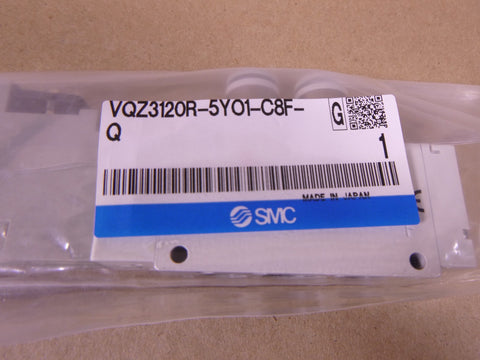 VQZ3120R-5YO1-C8F-
Q
G
1
MADE IN JAPAN
SMC